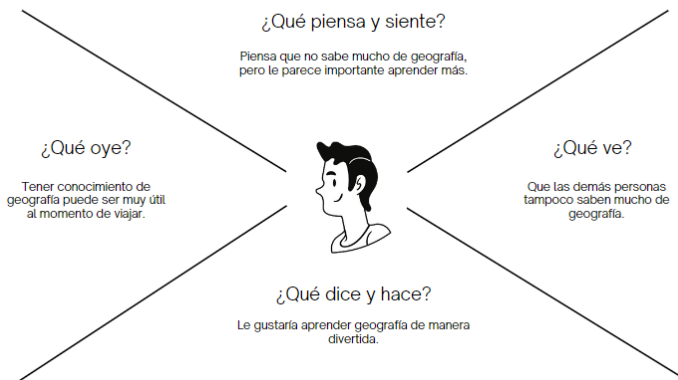 ¿Qué piensa y siente?
Piensa que no sabe mucho de geografía,
pero le parece importante aprender más.
¿Qué oye?
Tener conocimiento de
geografía puede ser muy útil
al momento de viajar.
¿Qué ve?
Que las demás personas
tampoco saben mucho de
geografía.
¿Qué dice y hace?
Le gustaría aprender geografía de manera
divertida.